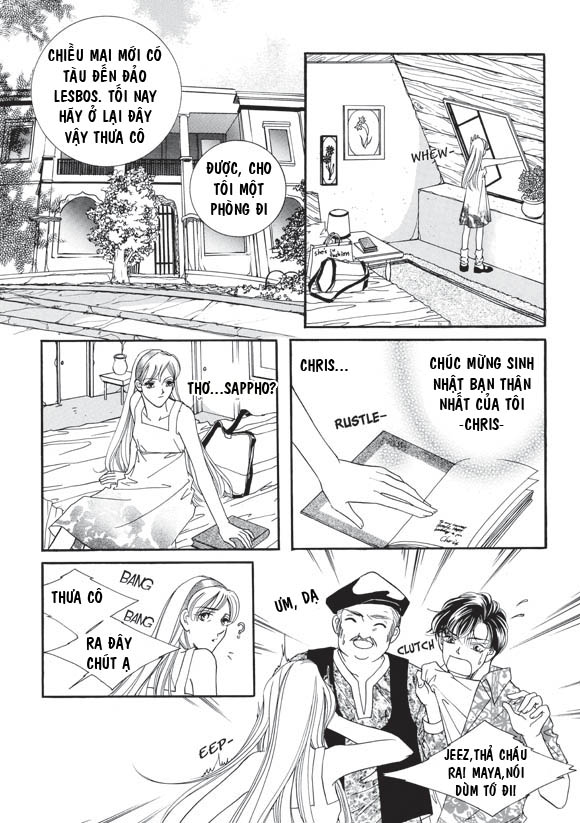 CHIỀU MAI MỚI CÓ
TÀU ĐẾN ĐẢO
LESBOS. TỐI NAY
HÃY Ở LẠI ĐÂY
VẬY THƯA CÔ
ĐƯỢC, CHO
TÔI MỘT
PHÒNG ĐI
WHEW-
THƠ...SAPPHO?
CHRIS...
CHÚC MỪNG SINH
NHẬT BẠN THÂN
NHẤT CỦA TÔI
-CHRIS-
RUSTLE-
Chris
BANG
BANG
THƯA CÔ
RA ĐÂY
CHÚT Ạ
?
ƯM, DẠ
CLUTCH
EEP-
JEEZ,THẢ CHÁU
RA! MAYA,NÓI
DÙM TỚ ĐI!